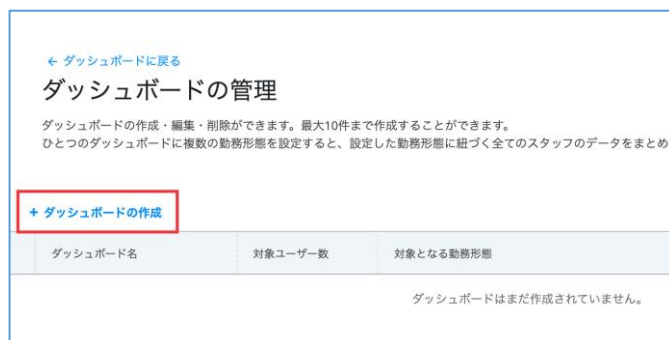 ← ダッシュボードに戻る
ダッシュボードの管理
ダッシュボードの作成・編集・削除ができます。最大10件まで作成することができます。
ひとつのダッシュボードに複数の勤務形態を設定すると、設定した勤務形態に紐づく全てのスタッフのデータをまとめ
+ ダッシュボードの作成
ダッシュボード名 対象ユーザー数 対象となる勤務形態
ダッシュボードはまだ作成されていません。